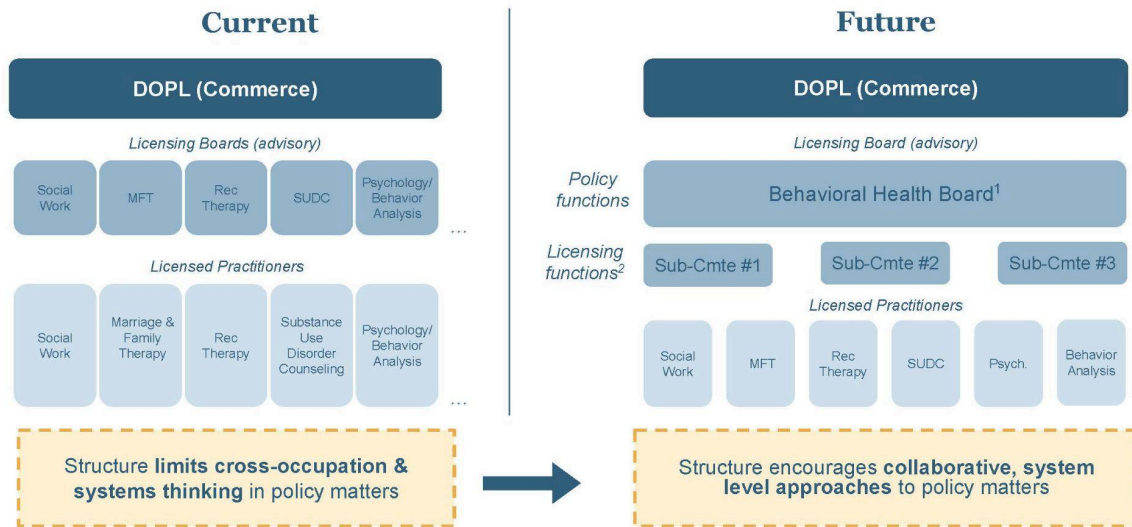 Current
DOPL (Commerce)
Licensing Boards (advisory)
Social
Work
MFT
Rec
Therapy
SUDC
Psychology/
Behavior
Analysis
...
Licensed Practitioners
Social
Work
Marriage &
Family
Therapy
Rec
Therapy
Substance
Use
Disorder
Counseling
Psychology/
Behavior
Analysis
...
Structure limits cross-occupation &
systems thinking in policy matters
Future
DOPL (Commerce)
Licensing Board (advisory)
Policy
functions
Behavioral Health Board¹
Licensing
functions²
Sub-Cmte #1
Sub-Cmte #2
Sub-Cmte #3
Licensed Practitioners
Social
Work
MFT
Rec
Therapy
SUDC
Psych.
Behavior
Analysis
Structure encourages collaborative, system
level approaches to policy matters